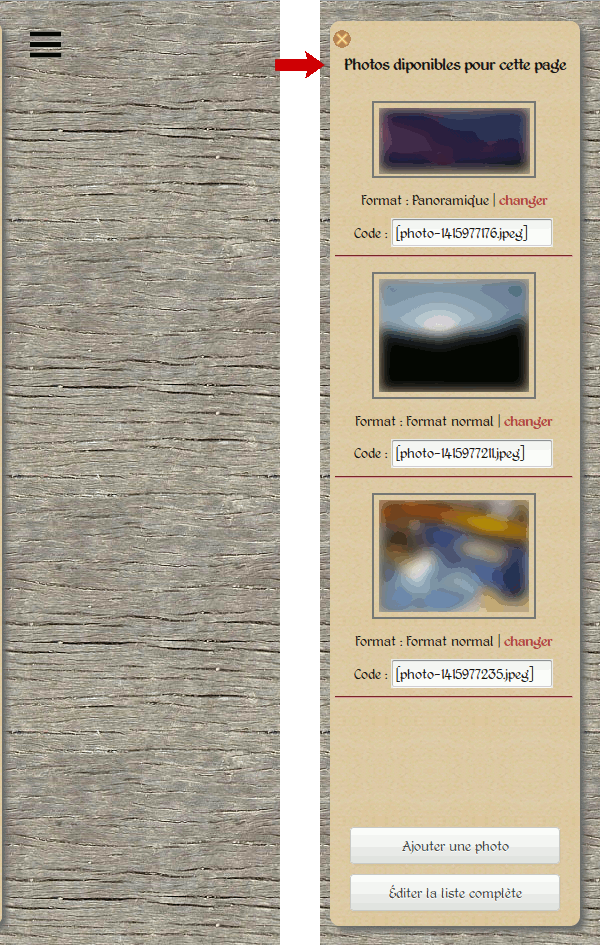 Photos diponibles pour cette page
Format : Panoramique | changer
Code : [photo-1415977176.jpeg]
Format : Format normal | changer
Code : [photo-1415977211.jpeg]
Format : Format normal | changer
Code : [photo-1415977235.jpeg]
Ajouter une photo
Éditer la liste complète